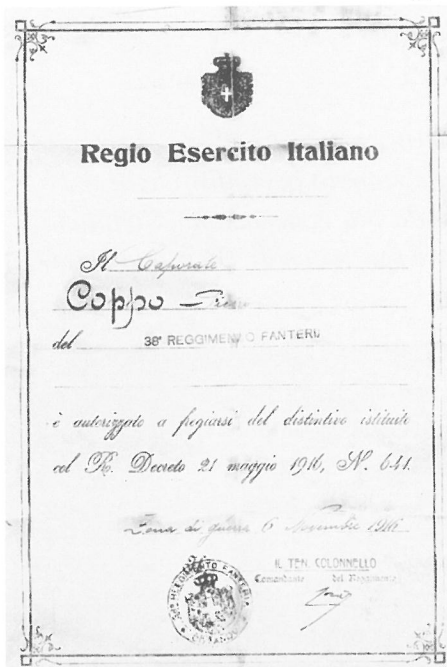 Regio Esercito Italiano
Il Caporale
Coppo
del 38° REGGIMENTO FANTERIA
è autorizzato a fregiarsi del distintivo istituito
col R. Decreto 21 maggio 1916, N. 641.
Zona di guerra 6 Novembre 1916
IL TEN. COLONNELLO
Comandante del Reggimento